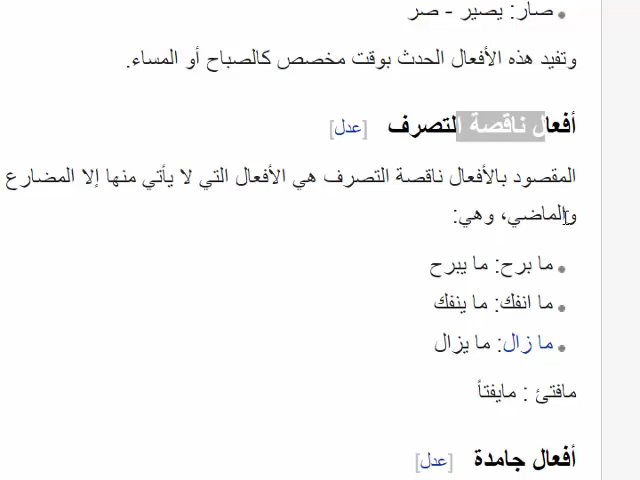 صار: يصير - صر
وتفيد هذه الأفعال الحدث بوقت مخصص كالصباح أو المساء.
أفعال ناقصة التصرف [عدل]
المقصود بالأفعال ناقصة التصرف هي الأفعال التي لا يأتي منها إلا المضارع
والماضي، وهي:
ما برح: ما يبرح
ما انفك: ما ينفك
ما زال: ما يزال
مافتئ : مايفتأ
أفعال جامدة [عدل]